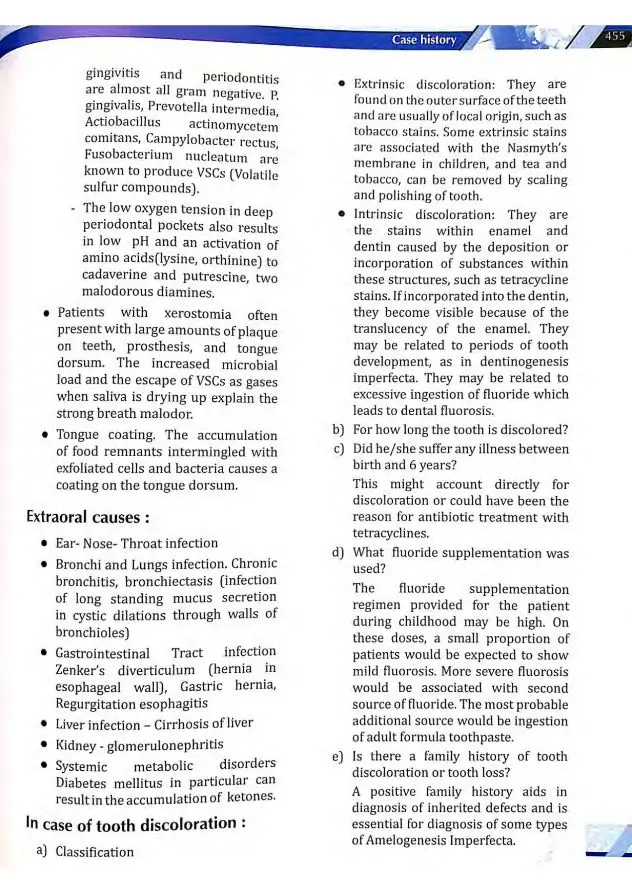 Case history
455
gingivitis and periodontitis
are almost all gram negative. P.
gingivalis, Prevotella intermedia,
Actiobacillus actinomycetem
comitans, Campylobacter rectus,
Fusobacterium nucleatum are
known to produce VSCs (Volatile
sulfur compounds).
- The low oxygen tension in deep
periodontal pockets also results
in low pH and an activation of
amino acids(lysine, orthinine) to
cadaverine and putrescine, two
malodorous diamines.
• Patients with xerostomia often
present with large amounts of plaque
on teeth, prosthesis, and tongue
dorsum. The increased microbial
load and the escape of VSCs as gases
when saliva is drying up explain the
strong breath malodor.
• Tongue coating. The accumulation
of food remnants intermingled with
exfoliated cells and bacteria causes a
coating on the tongue dorsum.
Extraoral causes :
• Ear- Nose- Throat infection
• Bronchi and Lungs infection. Chronic
bronchitis, bronchiectasis (infection
of long standing mucus secretion
in cystic dilations through walls of
bronchioles)
• Gastrointestinal Tract infection
Zenker's diverticulum (hernia in
esophageal wall), Gastric hernia,
Regurgitation esophagitis
• Liver infection – Cirrhosis of liver
• Kidney - glomerulonephritis
• Systemic metabolic disorders
Diabetes mellitus in particular can
result in the accumulation of ketones.
In case of tooth discoloration :
a) Classification
• Extrinsic discoloration: They are
found on the outer surface of the teeth
and are usually of local origin, such as
tobacco stains. Some extrinsic stains
are associated with the Nasmyth's
membrane in children, and tea and
tobacco, can be removed by scaling
and polishing of tooth.
• Intrinsic discoloration: They are
the stains within enamel and
dentin caused by the deposition or
incorporation of substances within
these structures, such as tetracycline
stains. If incorporated into the dentin,
they become visible because of the
translucency of the enamel. They
may be related to periods of tooth
development, as in dentinogenesis
imperfecta. They may be related to
excessive ingestion of fluoride which
leads to dental fluorosis.
b) For how long the tooth is discolored?
c) Did he/she suffer any illness between
birth and 6 years?
This might account directly for
discoloration or could have been the
reason for antibiotic treatment with
tetracyclines.
d) What fluoride supplementation was
used?
The fluoride supplementation
regimen provided for the patient
during childhood may be high. On
these doses, a small proportion of
patients would be expected to show
mild fluorosis. More severe fluorosis
would be associated with second
source of fluoride. The most probable
additional source would be ingestion
of adult formula toothpaste.
e) Is there a family history of tooth
discoloration or tooth loss?
A positive family history aids in
diagnosis of inherited defects and is
essential for diagnosis of some types
of Amelogenesis Imperfecta.